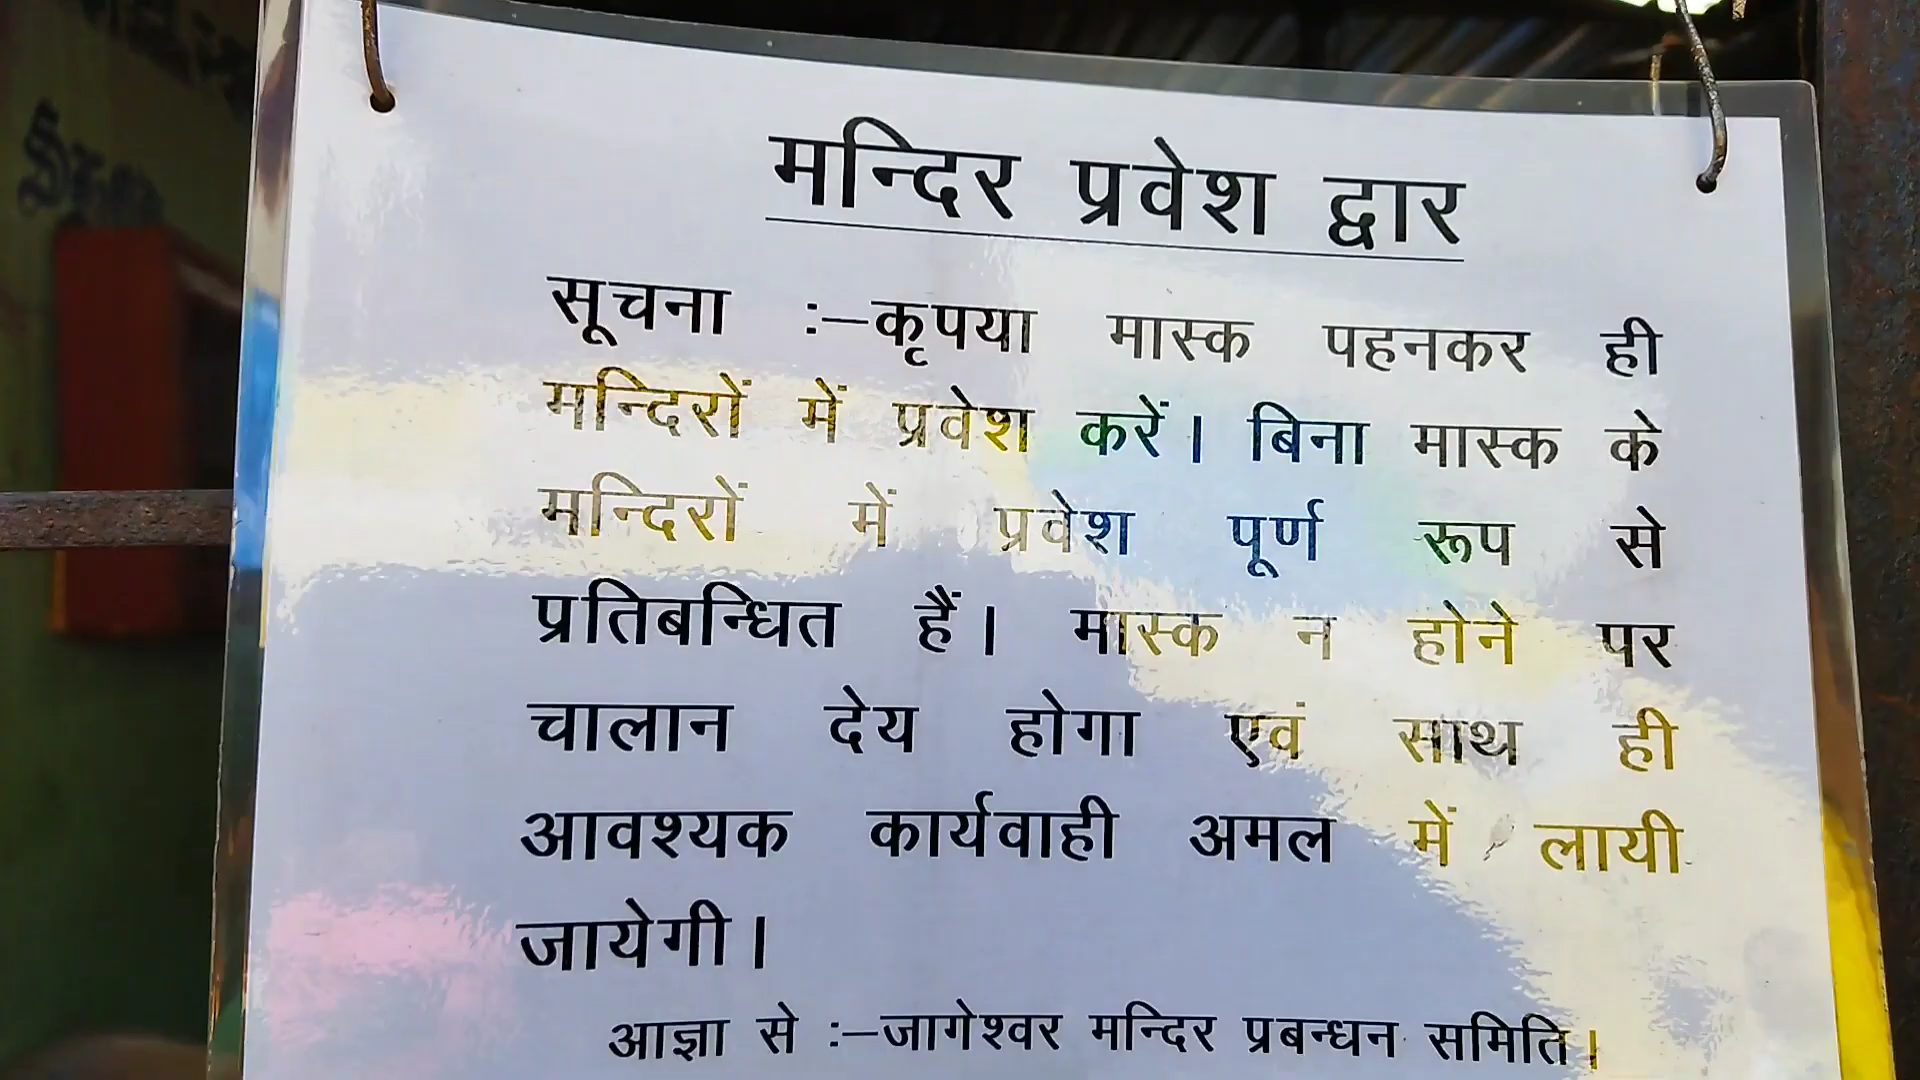 मन्दिर प्रवेश द्वार
सूचना :–कृपया मास्क पहनकर ही
मन्दिरों में प्रवेश करें। बिना मास्क के
मन्दिरों में प्रवेश पूर्ण रूप से
प्रतिबन्धित हैं। मास्क न होने पर
चालान देय होगा एवं साथ ही
आवश्यक कार्यवाही अमल में लायी
जायेगी।
आज्ञा से :–जागेश्वर मन्दिर प्रबन्धन समिति।